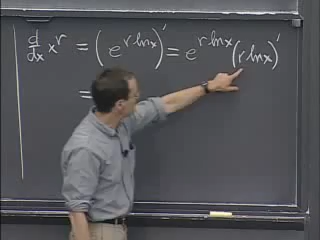 d/dx x^r = (e^{r ln x})' = e^{r ln x} (r ln x)'
=